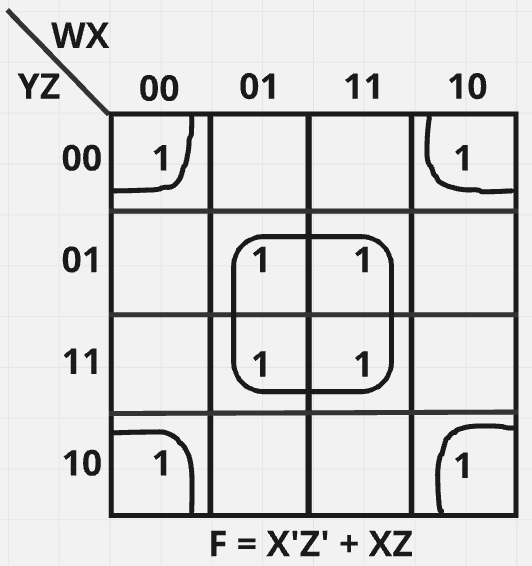 WX
YZ 00 01 11 10
00 1 1
01 1 1
11 1 1
10 1 1
F = X'Z' + XZ